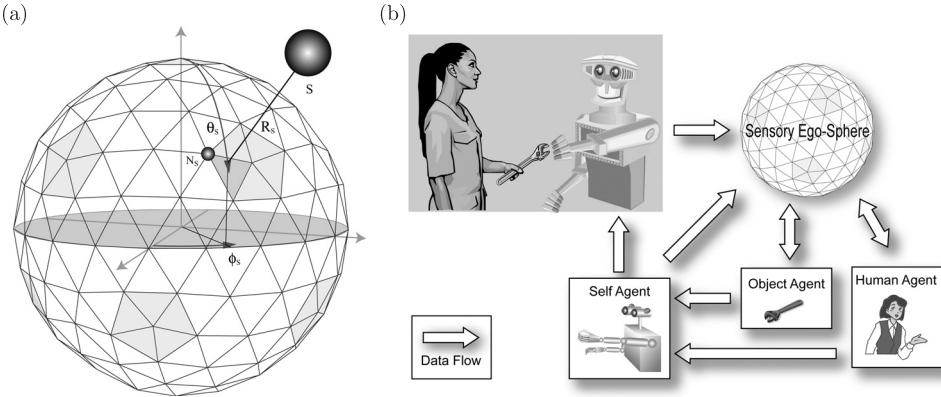 (a)
S
θs
Rs
Ns
ϕs
(b)
Sensory Ego-Sphere
Self Agent
Object Agent
Human Agent
Data Flow